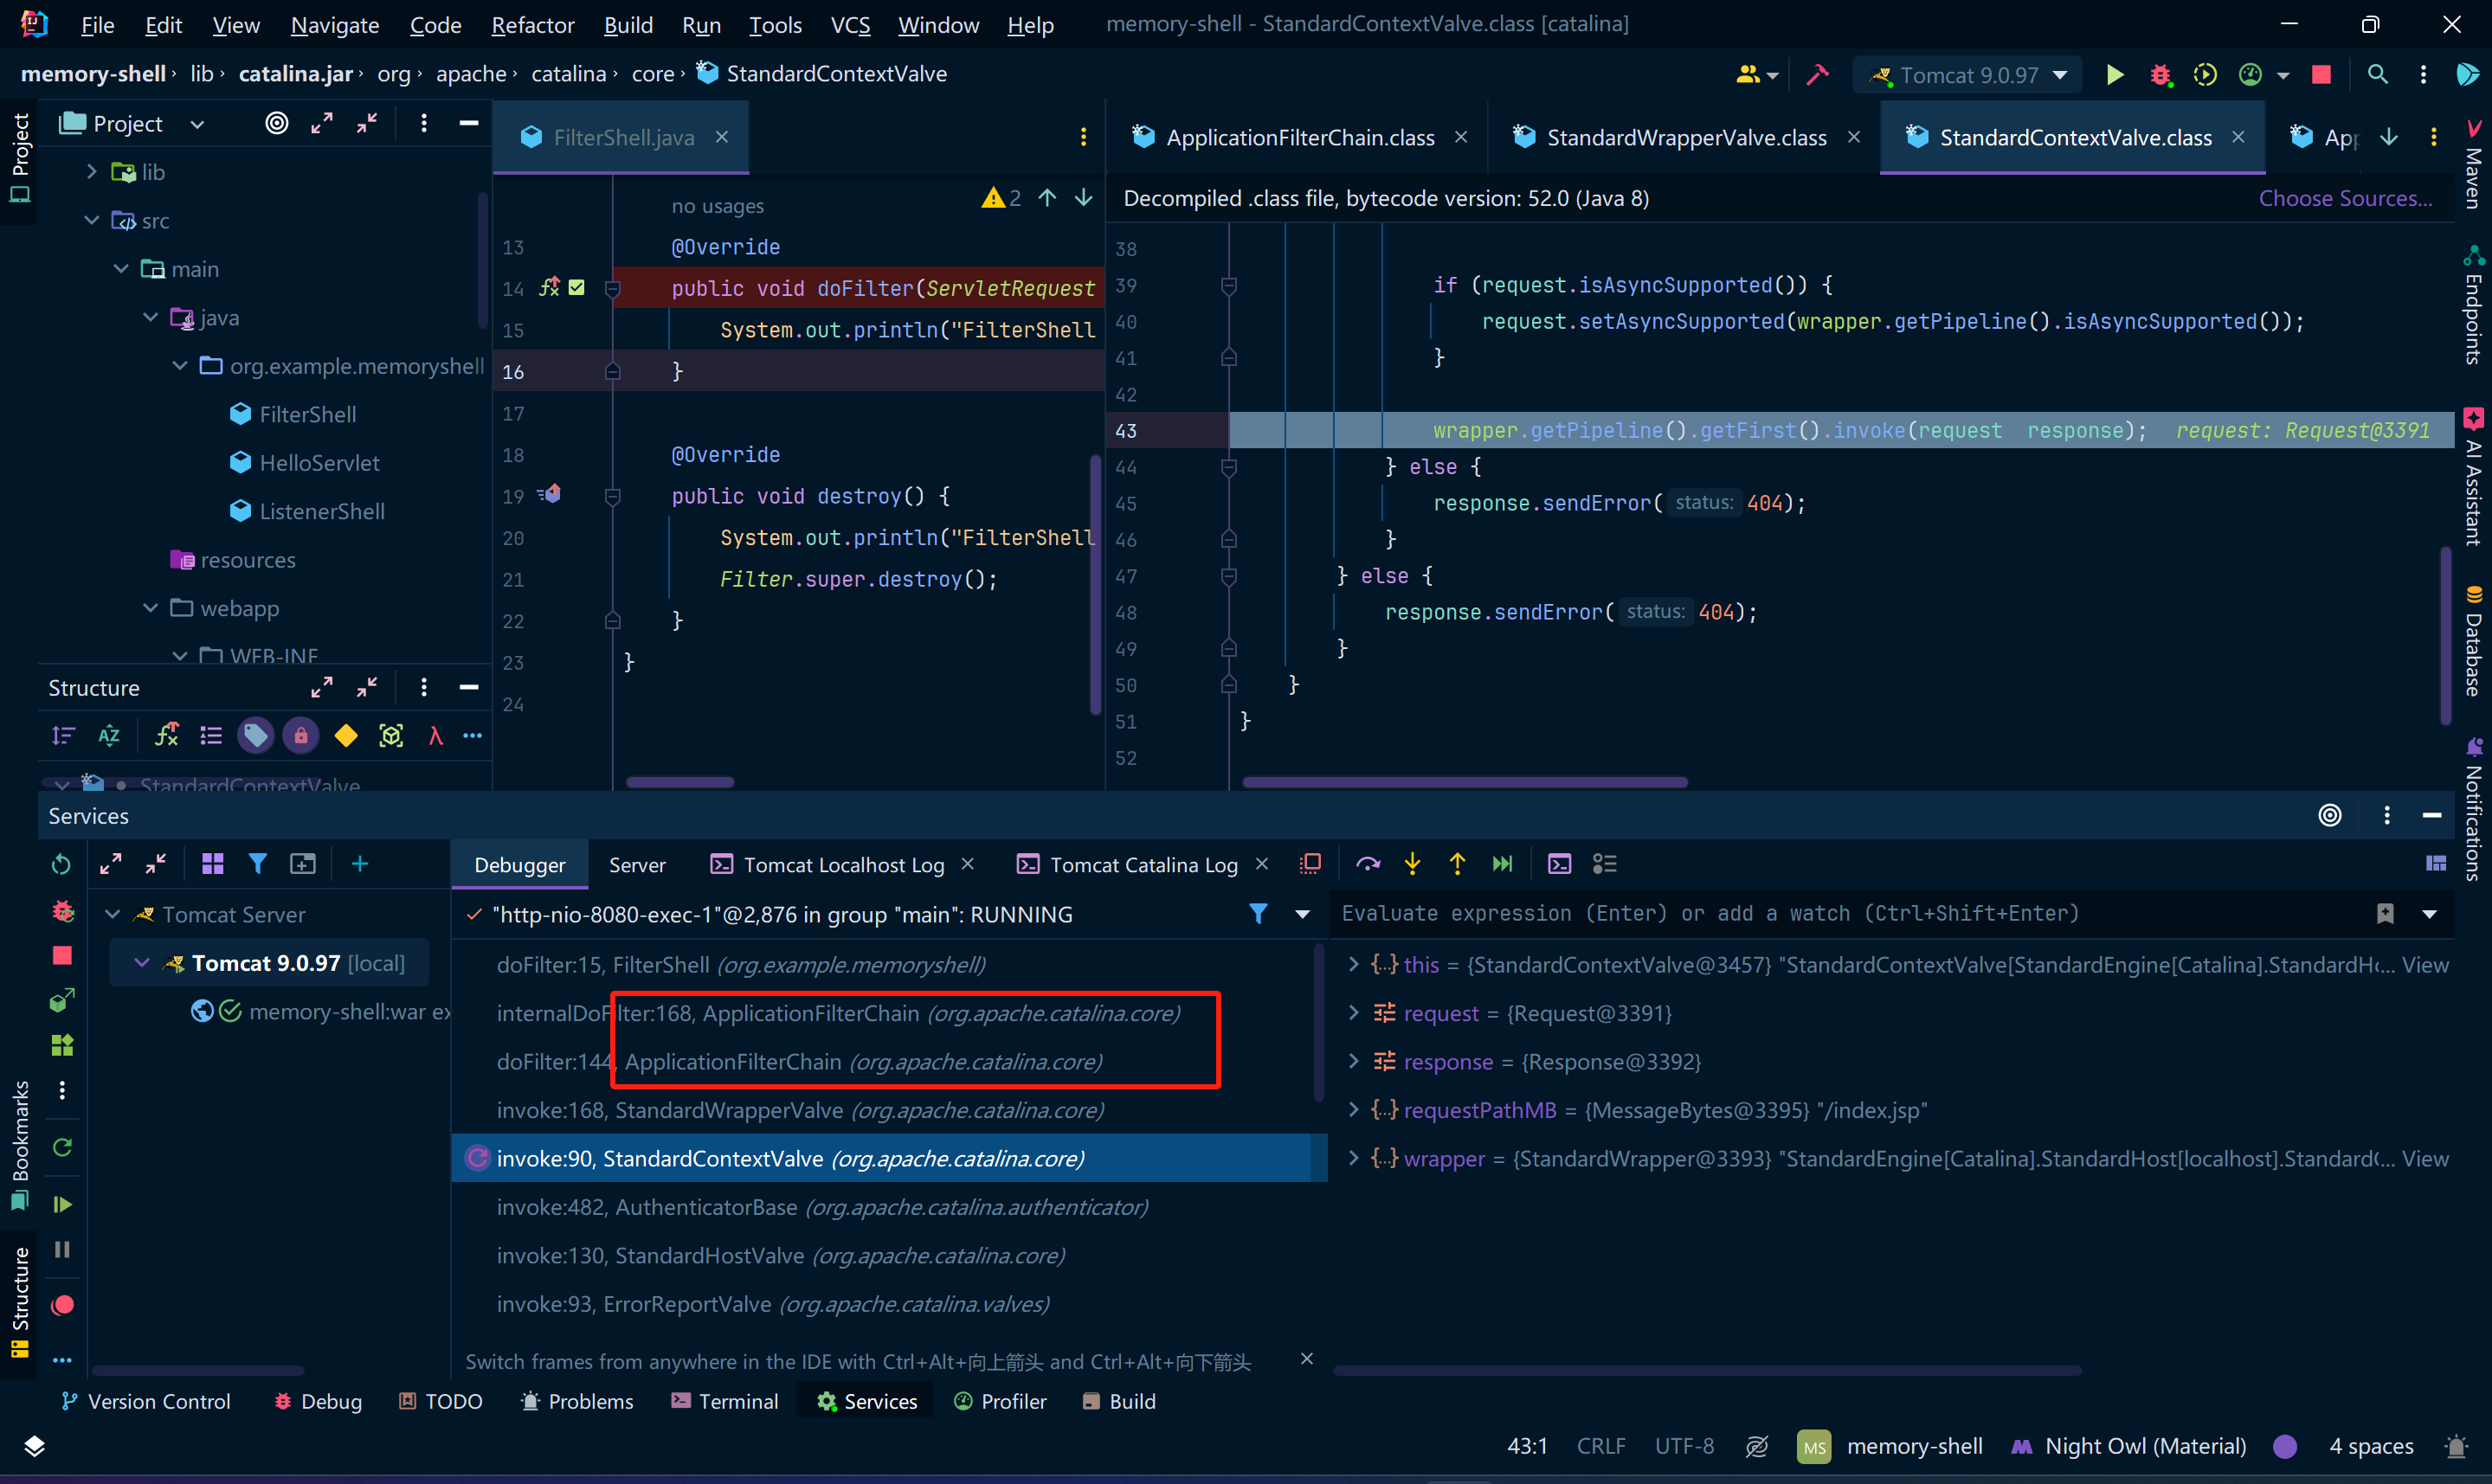 File Edit View Navigate Code Refactor Build Run Tools VCS Window Help memory-shell - StandardContextValve.class [catalina]
memory-shell › lib › catalina.jar › org › apache › catalina › core › StandardContextValve
Tomcat 9.0.97
Project
Project
lib
src
main
java
org.example.memoryshell
FilterShell
HelloServlet
ListenerShell
resources
webapp
WEB-INF
Structure
StandardContextValve
FilterShell.java
2
no usages
13 @Override
14 public void doFilter(ServletRequest
15 System.out.println("FilterShell
16 }
17
18 @Override
19 public void destroy() {
20 System.out.println("FilterShell
21 Filter.super.destroy();
22 }
23 }
24
ApplicationFilterChain.class StandardWrapperValve.class StandardContextValve.class App
Decompiled .class file, bytecode version: 52.0 (Java 8) Choose Sources...
38
39 if (request.isAsyncSupported()) {
40 request.setAsyncSupported(wrapper.getPipeline().isAsyncSupported());
41 }
42
43 wrapper.getPipeline().getFirst().invoke(request response); request: Request@3391
44 } else {
45 response.sendError( status: 404);
46 }
47 } else {
48 response.sendError( status: 404);
49 }
50 }
51 }
52
Maven
Endpoints
AI Assistant
Database
Notifications
Services
Debugger Server Tomcat Localhost Log Tomcat Catalina Log
Tomcat Server
Tomcat 9.0.97 [local]
memory-shell:war ex
"http-nio-8080-exec-1"@2,876 in group "main": RUNNING
doFilter:15, FilterShell (org.example.memoryshell)
internalDoFilter:168, ApplicationFilterChain (org.apache.catalina.core)
doFilter:144, ApplicationFilterChain (org.apache.catalina.core)
invoke:168, StandardWrapperValve (org.apache.catalina.core)
invoke:90, StandardContextValve (org.apache.catalina.core)
invoke:482, AuthenticatorBase (org.apache.catalina.authenticator)
invoke:130, StandardHostValve (org.apache.catalina.core)
invoke:93, ErrorReportValve (org.apache.catalina.valves)
Switch frames from anywhere in the IDE with Ctrl+Alt+向上箭头 and Ctrl+Alt+向下箭头
Evaluate expression (Enter) or add a watch (Ctrl+Shift+Enter)
this = {StandardContextValve@3457} "StandardContextValve[StandardEngine[Catalina].StandardHo... View
request = {Request@3391}
response = {Response@3392}
requestPathMB = {MessageBytes@3395} "/index.jsp"
wrapper = {StandardWrapper@3393} "StandardEngine[Catalina].StandardHost[localhost].StandardC... View
Bookmarks
Structure
Version Control Debug TODO Problems Terminal Services Profiler Build
43:1 CRLF UTF-8 MS memory-shell Night Owl (Material) 4 spaces